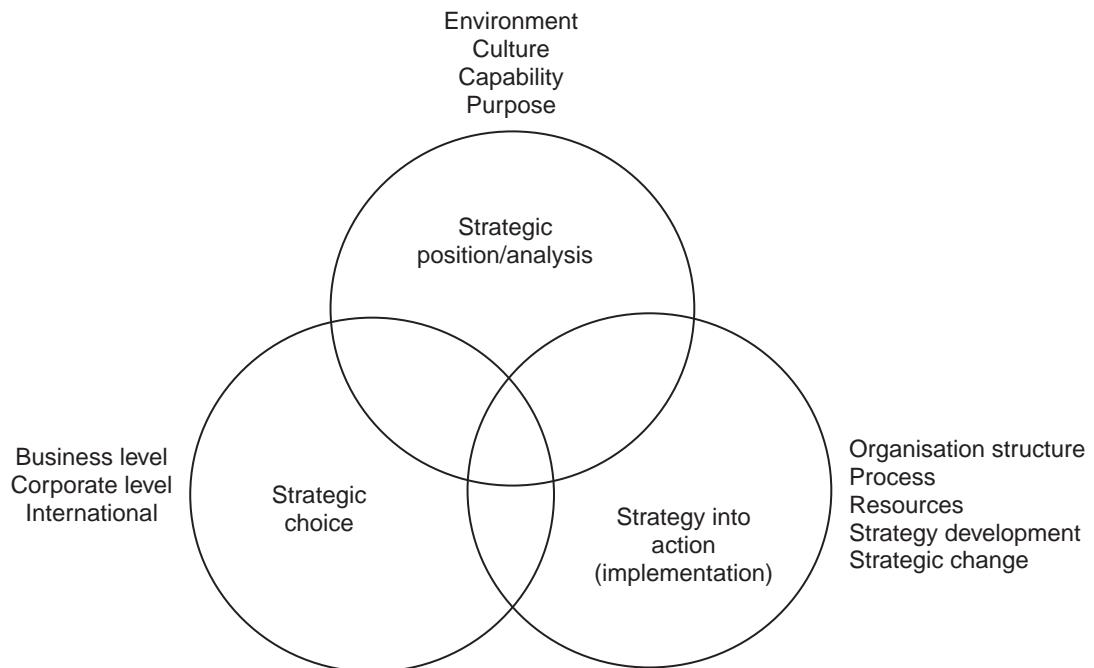 Environment
Culture
Capability
Purpose
Strategic
position/analysis
Business level
Corporate level
International
Strategic
choice
Strategy into
action
(implementation)
Organisation structure
Process
Resources
Strategy development
Strategic change